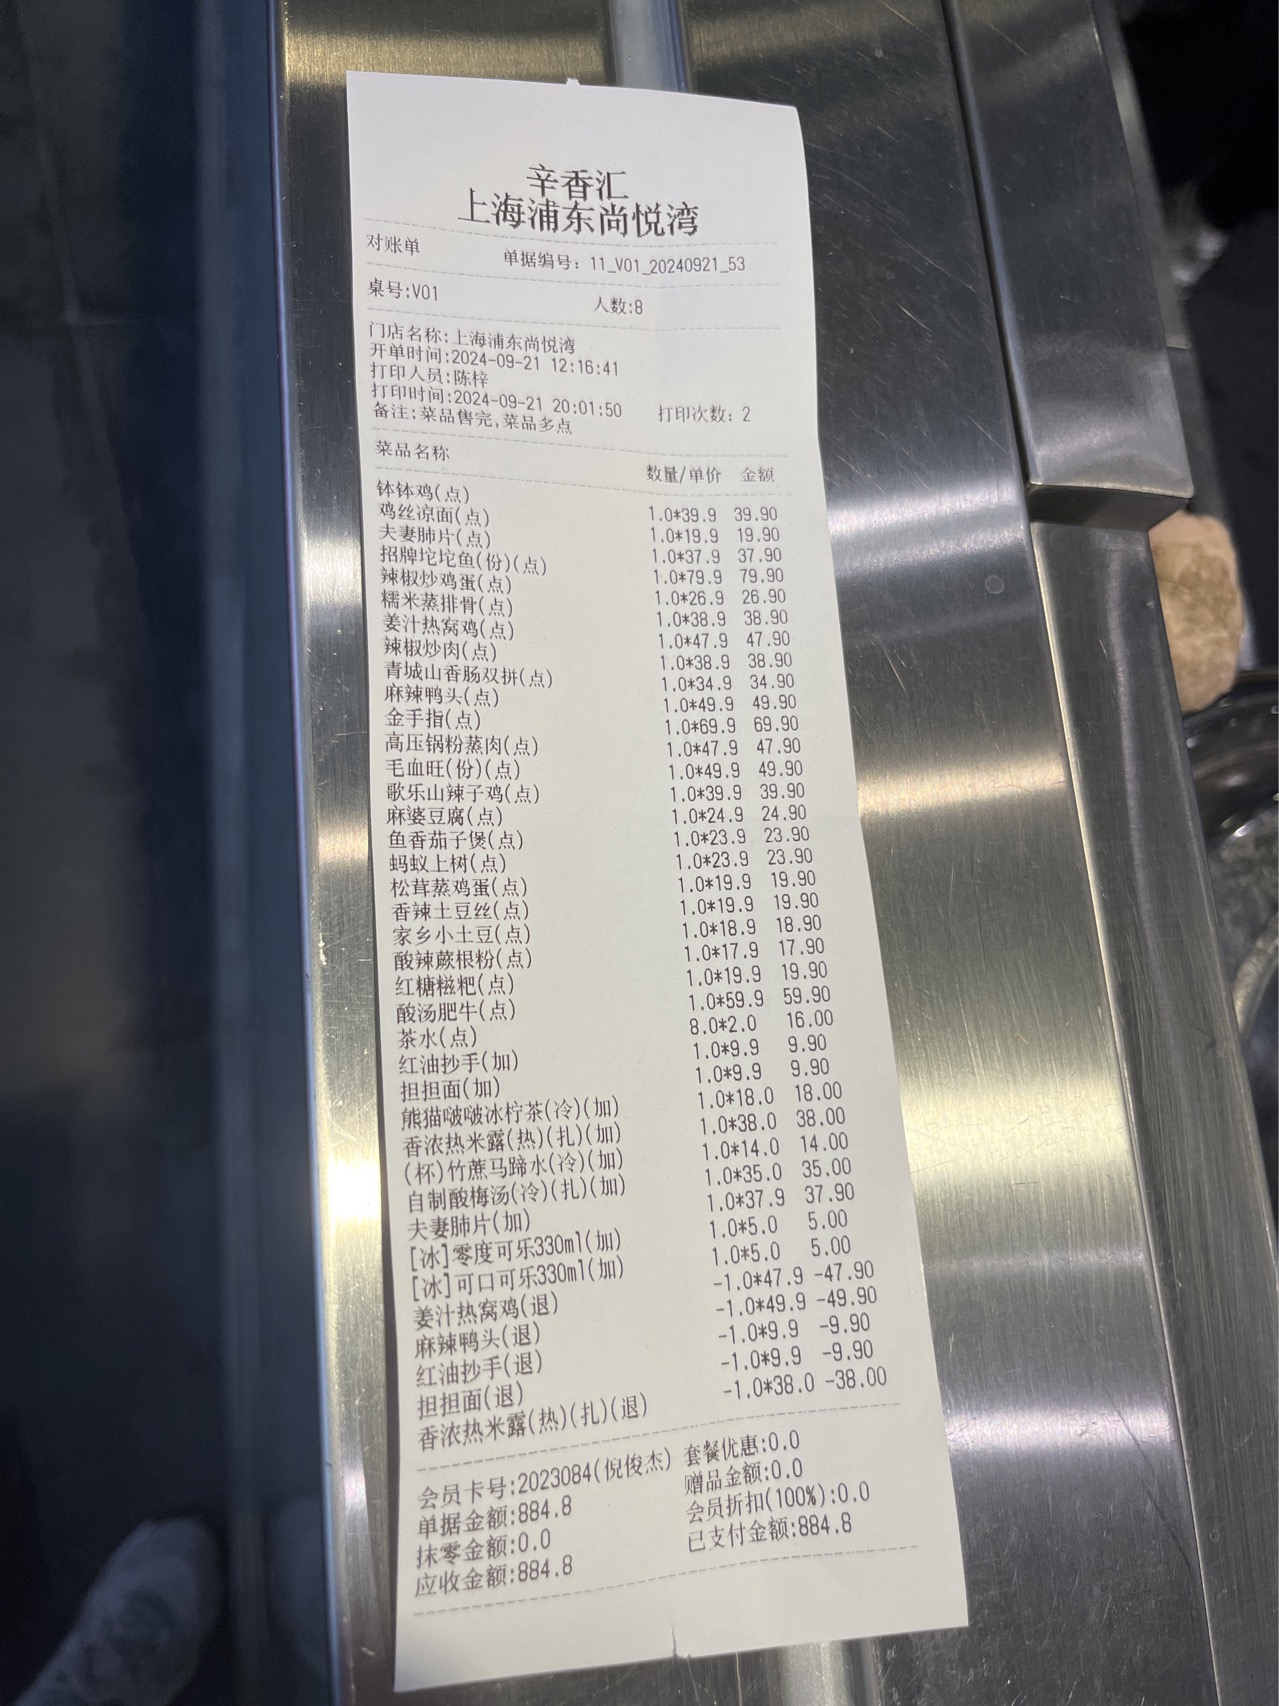 辛香汇
上海浦东尚悦湾
对账单 单据编号: 11_V01_20240921_53
桌号:V01 人数:8
门店名称:上海浦东尚悦湾
开单时间:2024-09-21 12:16:41
打印人员:陈梓
打印时间:2024-09-21 20:01:50 打印次数: 2
备注:菜品售完,菜品多点
菜品名称 数量/单价 金额
钵钵鸡(点) 1.0*39.9 39.90
鸡丝凉面(点) 1.0*19.9 19.90
夫妻肺片(点) 1.0*37.9 37.90
招牌坨坨鱼(份)(点) 1.0*79.9 79.90
辣椒炒鸡蛋(点) 1.0*26.9 26.90
糯米蒸排骨(点) 1.0*38.9 38.90
姜汁热窝鸡(点) 1.0*47.9 47.90
辣椒炒肉(点) 1.0*38.9 38.90
青城山香肠双拼(点) 1.0*34.9 34.90
麻辣鸭头(点) 1.0*49.9 49.90
金手指(点) 1.0*69.9 69.90
高压锅粉蒸肉(点) 1.0*47.9 47.90
毛血旺(份)(点) 1.0*49.9 49.90
歌乐山辣子鸡(点) 1.0*39.9 39.90
麻婆豆腐(点) 1.0*24.9 24.90
鱼香茄子煲(点) 1.0*23.9 23.90
蚂蚁上树(点) 1.0*23.9 23.90
松茸蒸鸡蛋(点) 1.0*19.9 19.90
香辣土豆丝(点) 1.0*19.9 19.90
家乡小土豆(点) 1.0*18.9 18.90
酸辣蕨根粉(点) 1.0*17.9 17.90
红糖糍粑(点) 1.0*19.9 19.90
酸汤肥牛(点) 1.0*59.9 59.90
茶水(点) 8.0*2.0 16.00
红油抄手(加) 1.0*9.9 9.90
担担面(加) 1.0*9.9 9.90
熊猫啵啵冰柠茶(冷)(加) 1.0*18.0 18.00
香浓热米露(热)(扎)(加) 1.0*38.0 38.00
(杯)竹蔗马蹄水(冷)(加) 1.0*14.0 14.00
自制酸梅汤(冷)(扎)(加) 1.0*35.0 35.00
夫妻肺片(加) 1.0*37.9 37.90
[冰]零度可乐330ml(加) 1.0*5.0 5.00
[冰]可口可乐330ml(加) 1.0*5.0 5.00
姜汁热窝鸡(退) -1.0*47.9 -47.90
麻辣鸭头(退) -1.0*49.9 -49.90
红油抄手(退) -1.0*9.9 -9.90
担担面(退) -1.0*9.9 -9.90
香浓热米露(热)(扎)(退) -1.0*38.0 -38.00
会员卡号:2023084(倪俊杰) 套餐优惠:0.0
单据金额:884.8 赠品金额:0.0
抹零金额:0.0 会员折扣(100%):0.0
应收金额:884.8 已支付金额:884.8